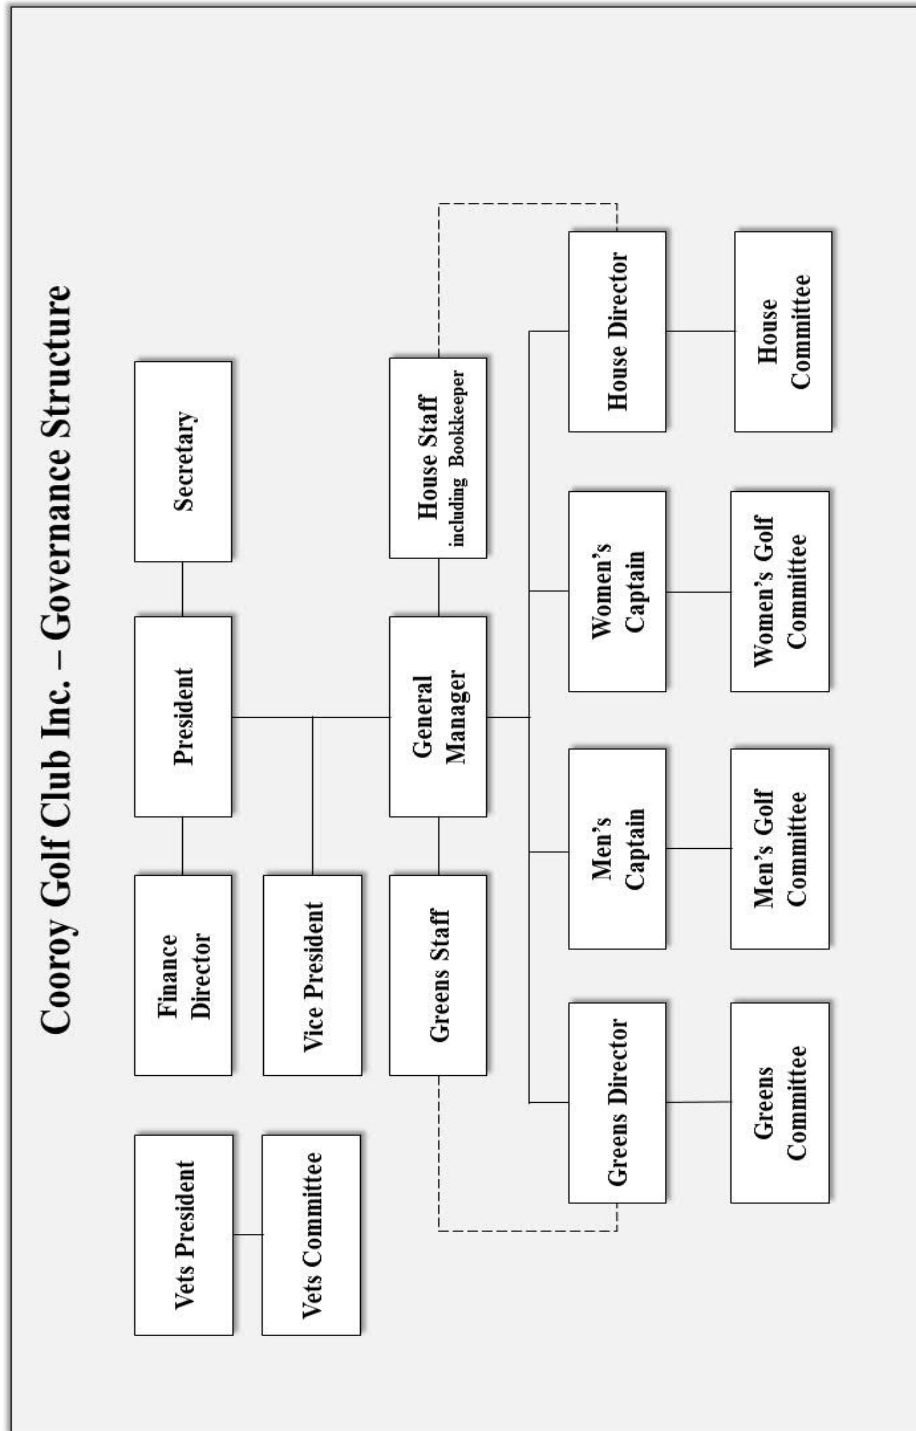 Cooroy Golf Club Inc. – Governance Structure
Vets President
Finance
Director
President
Secretary
Vets Committee
Vice President
Greens Staff
General
Manager
House Staff
including Bookkeeper
Greens Director
Men's
Captain
Women's
Captain
House Director
Greens
Committee
Men's Golf
Committee
Women's Golf
Committee
House
Committee